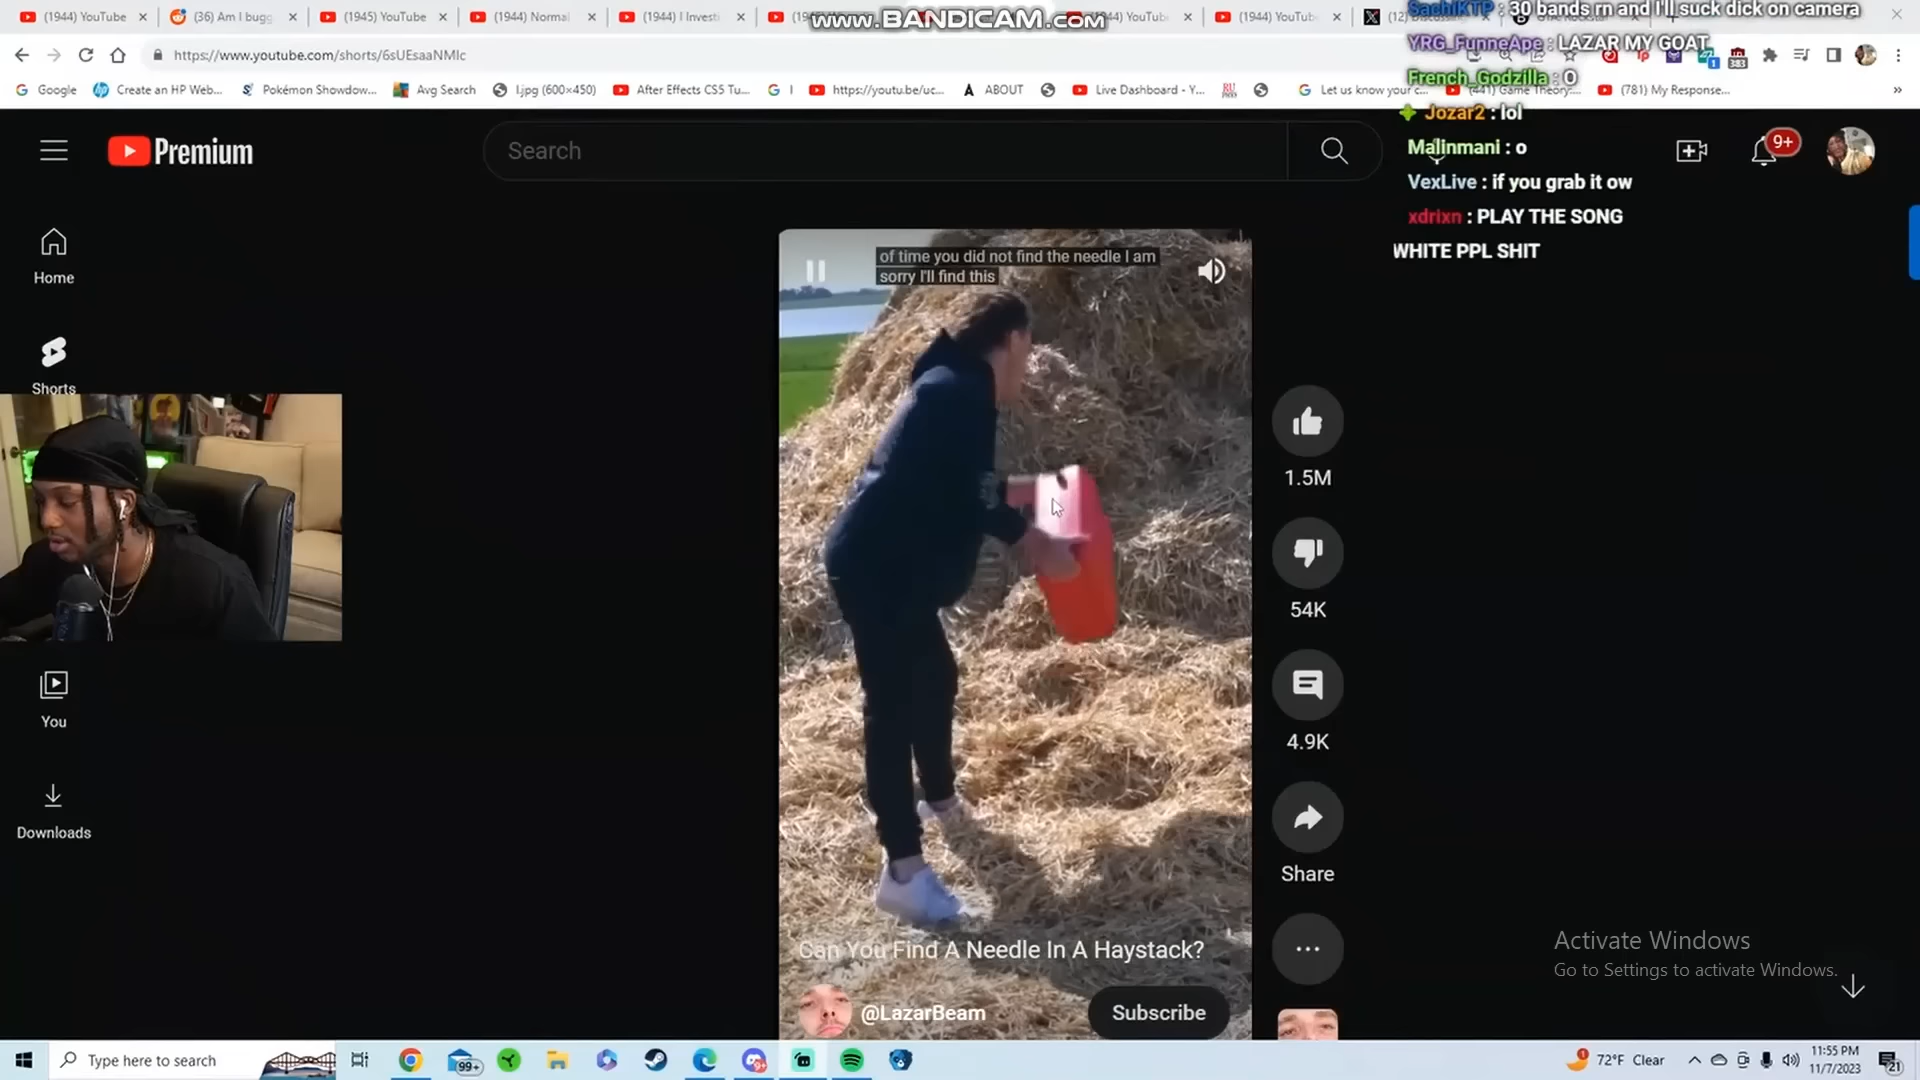 (1944) YouTube
(36) Am I bugg
(1945) YouTube
(1944) Normal
(1944) I Investi
(1944) YouTube
www.BANDICAM.com
SachiKTP : 30 bands rn and I'll suck dick on camera
https://www.youtube.com/shorts/6sUEsaaNMlc
YRG_FunneApe : LAZAR MY GOAT
383
Google
Create an HP Web...
Pokémon Showdow...
Avg Search
l.jpg (600×450)
After Effects CS5 Tu...
https://youtu.be/uc...
ABOUT
Live Dashboard - Y...
Let us know your c...
(441) Game Theory:...
(781) My Response...
French_Godzilla : O
Jozar2 : lol
Malinmani : o
VexLive : if you grab it ow
xdrixn : PLAY THE SONG
WHITE PPL SHIT
Premium
Search
9+
Home
Shorts
You
Downloads
of time you did not find the needle I am
sorry I'll find this
1.5M
54K
4.9K
Share
Can You Find A Needle In A Haystack?
@LazarBeam
Subscribe
Activate Windows
Go to Settings to activate Windows.
Type here to search
99+
72°F Clear
11:55 PM
11/7/2023
21